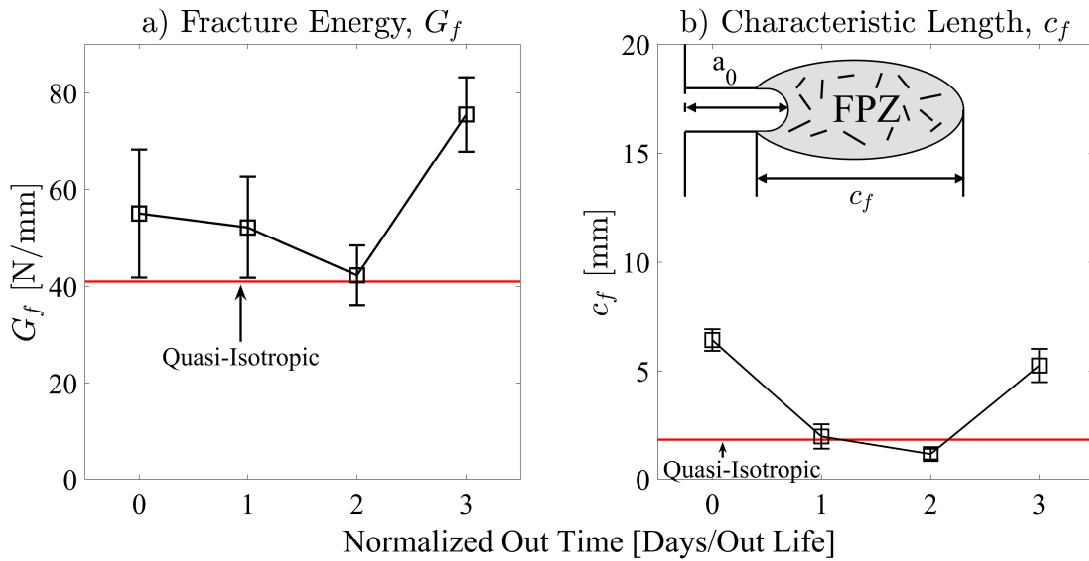 a) Fracture Energy, G_f
80
60
40
20
0
G_f [N/mm]
Quasi-Isotropic
0 1 2 3
b) Characteristic Length, c_f
20
15
10
5
0
c_f [mm]
a_0
FPZ
c_f
Quasi-Isotropic
0 1 2 3
Normalized Out Time [Days/Out Life]